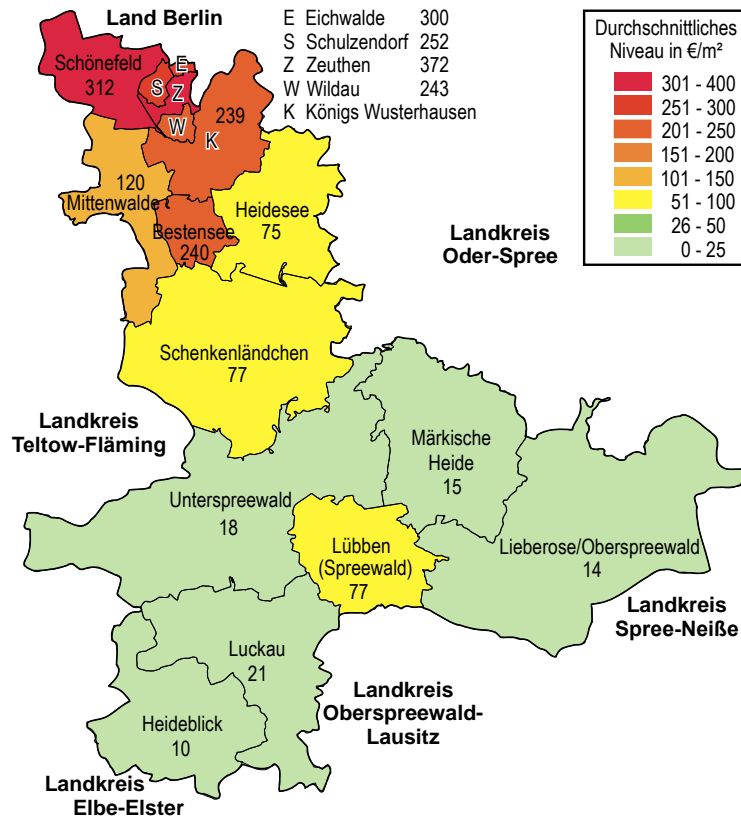 Land Berlin
E Eichwalde 300
S Schulzendorf 252
Z Zeuthen 372
W Wildau 243
K Königs Wusterhausen
Durchschnittliches
Niveau in €/m²
301 - 400
251 - 300
201 - 250
151 - 200
101 - 150
51 - 100
26 - 50
0 - 25
Schönefeld
312
E
S
Z
W
239
K
120
Mittenwalde
Bestensee
240
Heidesee
75
Landkreis
Oder-Spree
Schenkenländchen
77
Landkreis
Teltow-Fläming
Märkische
Heide
15
Unterspreewald
18
Lübben
(Spreewald)
77
Lieberose/Oberspreewald
14
Landkreis
Spree-Neiße
Luckau
21
Landkreis
Oberspreewald-
Lausitz
Heideblick
10
Landkreis
Elbe-Elster